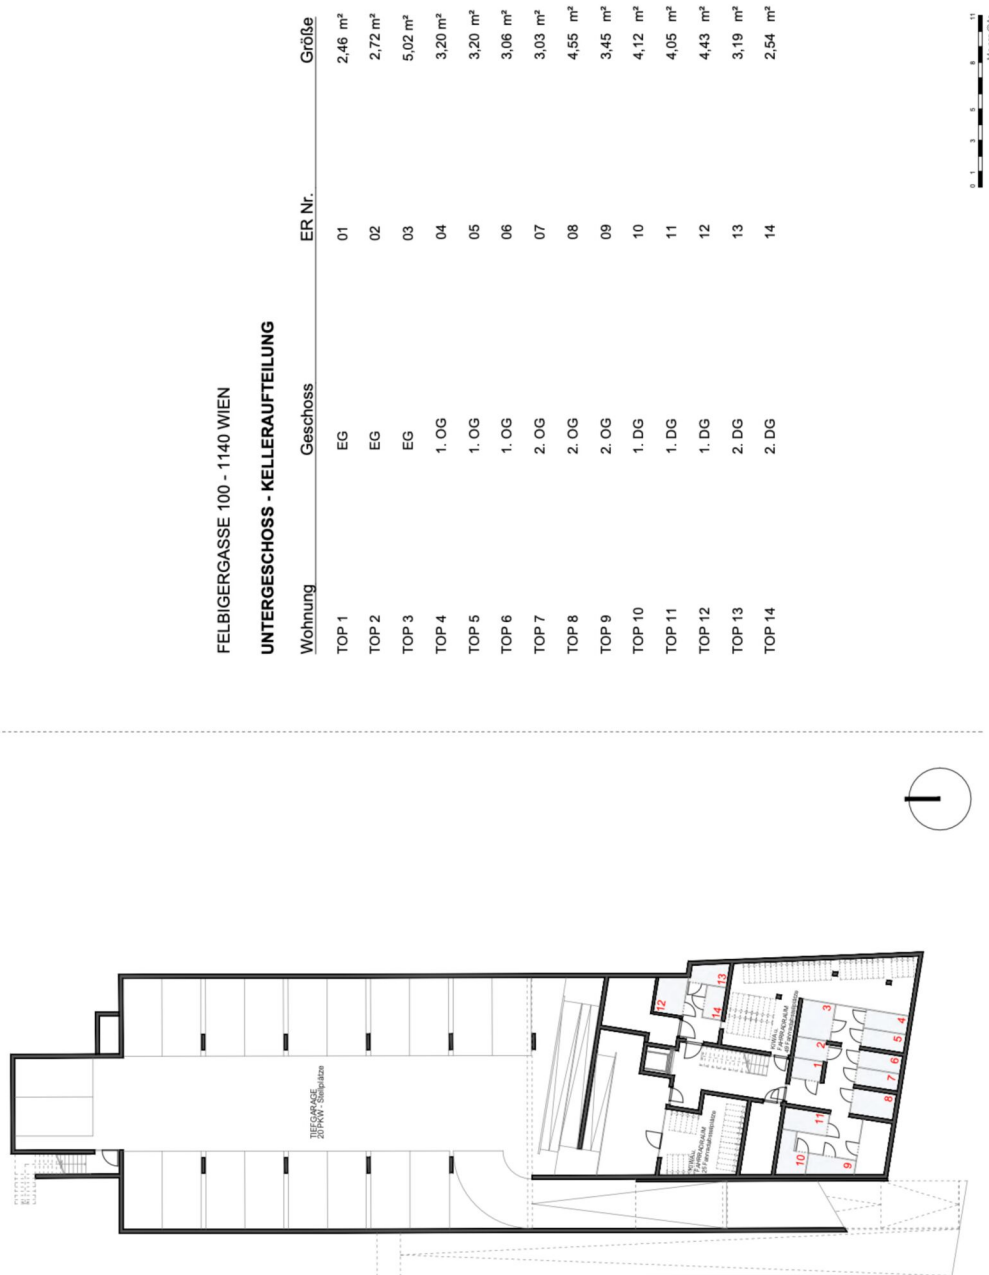 FELBIGERGASSE 100 - 1140 WIEN
UNTERGESCHOSS - KELLERAUFTEILUNG
Wohnung Geschoss ER Nr. Größe
TOP 1 EG 01 2,46 m²
TOP 2 EG 02 2,72 m²
TOP 3 EG 03 5,02 m²
TOP 4 1. OG 04 3,20 m²
TOP 5 1. OG 05 3,20 m²
TOP 6 1. OG 06 3,06 m²
TOP 7 2. OG 07 3,03 m²
TOP 8 2. OG 08 4,55 m²
TOP 9 2. OG 09 3,45 m²
TOP 10 1. DG 10 4,12 m²
TOP 11 1. DG 11 4,05 m²
TOP 12 1. DG 12 4,43 m²
TOP 13 2. DG 13 3,19 m²
TOP 14 2. DG 14 2,54 m²
0 1 3 5 8 11
TIEFGARAGE
20 PKW - Stellplätze
12
13
14
FAHRRADRAUM
3
2
1
4
5
6
7
8
11
10
9
FAHRRADRAUM
25 Fahrradabstellplätze